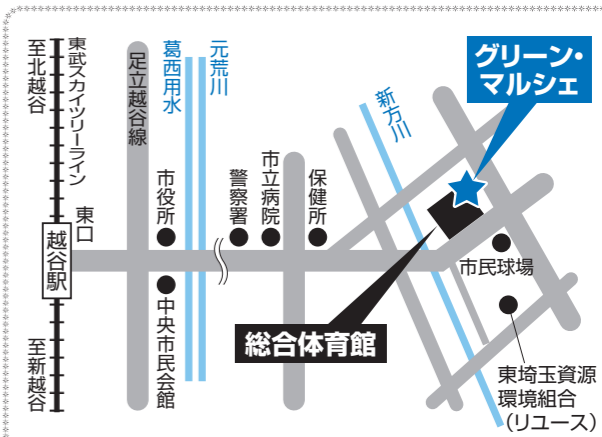 至北越谷
東武スカイツリーライン
東口
越谷駅
至新越谷
足立越谷線
葛西用水
元荒川
市役所
中央市民会館
警察署
市立病院
保健所
新方川
グリーン・
マルシェ
総合体育館
市民球場
東埼玉資源
環境組合
(リユース)